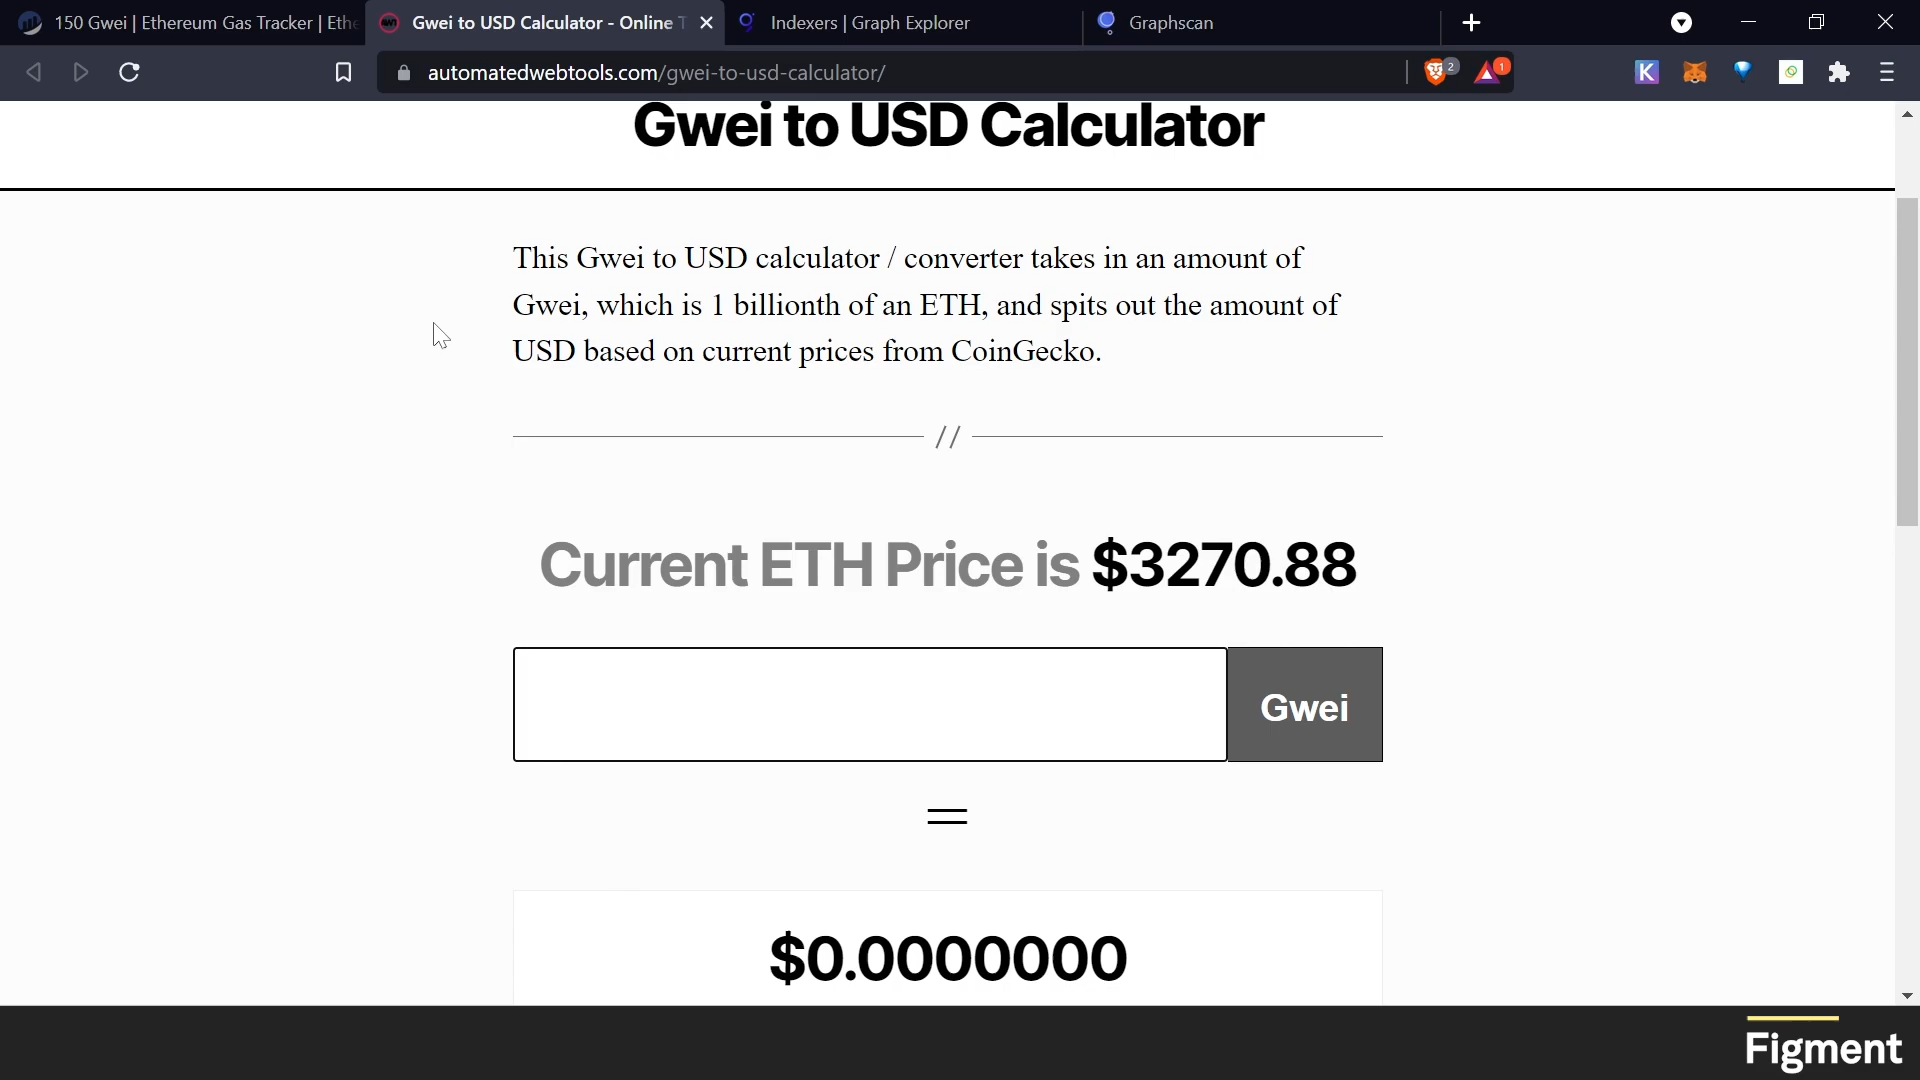 150 Gwei | Ethereum Gas Tracker | Eth
Gwei to USD Calculator - Online
Indexers | Graph Explorer
Graphscan
automatedwebtools.com/gwei-to-usd-calculator/
2
1
K
Gwei to USD Calculator
This Gwei to USD calculator / converter takes in an amount of
Gwei, which is 1 billionth of an ETH, and spits out the amount of
USD based on current prices from CoinGecko.
//
Current ETH Price is $3270.88
Gwei
=
$0.0000000
Figment